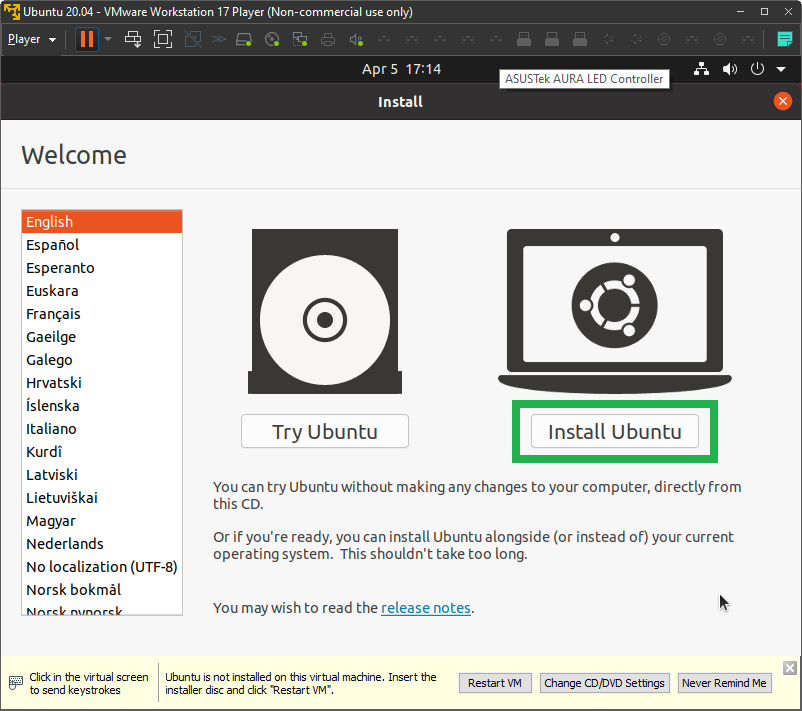 Ubuntu 20.04 - VMware Workstation 17 Player (Non-commercial use only)
Player
Apr 5 17:14
ASUSTek AURA LED Controller
Install
Welcome
English
Español
Esperanto
Euskara
Français
Gaeilge
Galego
Hrvatski
Íslenska
Italiano
Kurdî
Latviski
Lietuviškai
Magyar
Nederlands
No localization (UTF-8)
Norsk bokmål
Norsk nynorsk
Try Ubuntu
Install Ubuntu
You can try Ubuntu without making any changes to your computer, directly from
this CD.
Or if you're ready, you can install Ubuntu alongside (or instead of) your current
operating system. This shouldn't take too long.
You may wish to read the release notes.
Click in the virtual screen
to send keystrokes
Ubuntu is not installed on this virtual machine. Insert the
installer disc and click "Restart VM".
Restart VM
Change CD/DVD Settings
Never Remind Me